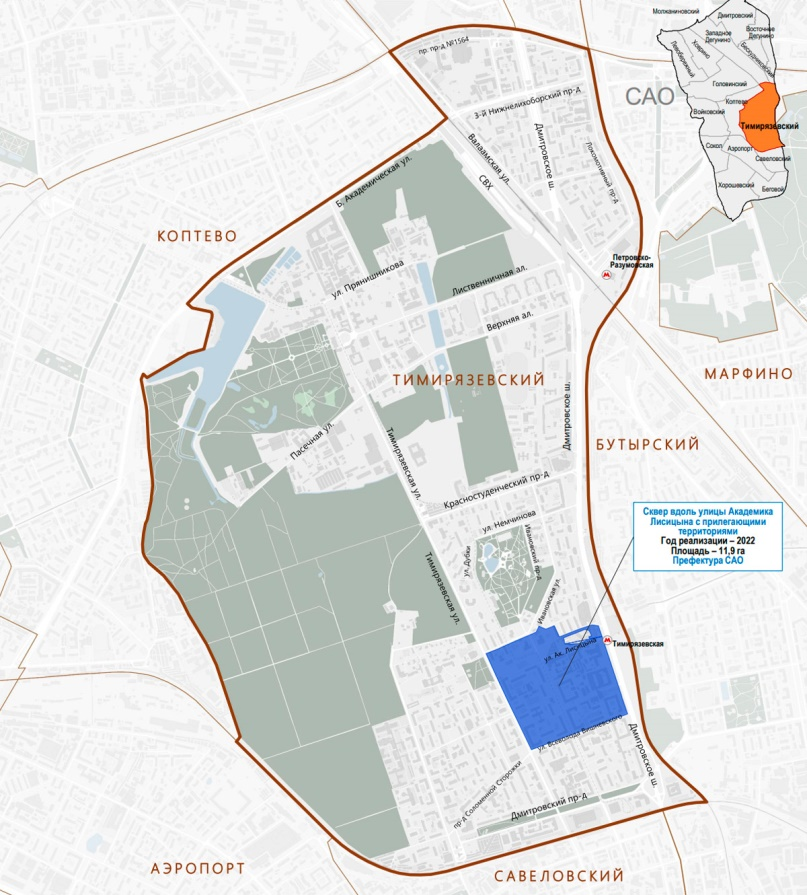 Молжаниновский
Дмитровский
Западное
Дегунино
Восточное
Дегунино
Бескудниковский
Левобережный
Ховрино
Головинский
САО
Коптево
Войковский
Тимирязевский
Сокол
Аэропорт
Савеловский
Хорошевский
Беговой
пр. пр-д №1564
3-й Нижнелихоборский пр-д
Дмитровское ш.
Валаамская ул.
Локомотивный пр-д
СВХ
Б. Академическая ул.
КОПТЕВО
Петровско-
Разумовская
М
ул. Прянишникова
Лиственничная ал.
Верхняя ал.
ТИМИРЯЗЕВСКИЙ
МАРФИНО
Дмитровское ш.
Пасечная ул.
Тимирязевская ул.
БУТЫРСКИЙ
Красностуденческий пр-д
ул. Немчинова
Сквер вдоль улицы Академика
Лисицына с прилегающими
территориями
Год реализации – 2022
Площадь – 11,9 га
Префектура САО
ул. Дубки
Ивановский пр-д
Тимирязевская ул.
Ивановская ул.
М
Тимирязевская
ул. Ак. Лисицына
ул. Всеволода Вишневского
Дмитровское ш.
пр-д Соломенной Сторожки
Дмитровский пр-д
АЭРОПОРТ
САВЕЛОВСКИЙ